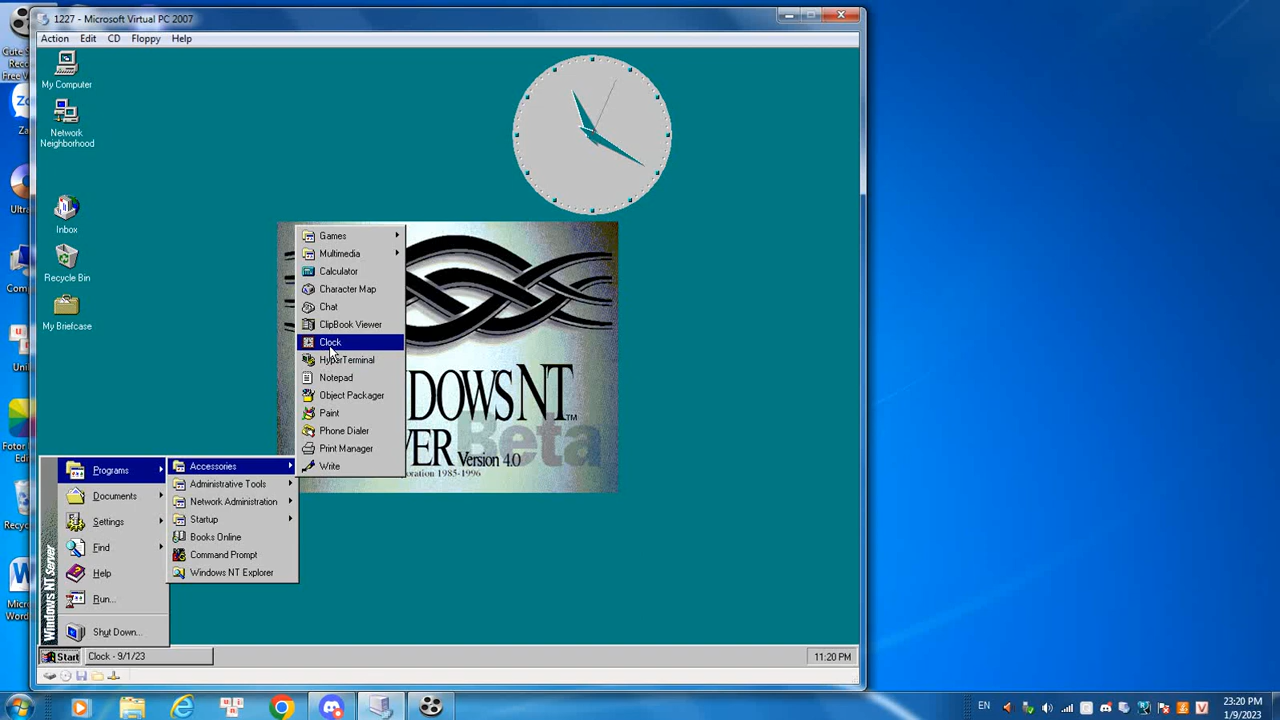 1227 - Microsoft Virtual PC 2007
Action Edit CD Floppy Help
My Computer
Network
Neighborhood
Inbox
Recycle Bin
My Briefcase
Games
Multimedia
Calculator
Character Map
Chat
ClipBook Viewer
Clock
HyperTerminal
Notepad
Object Packager
Paint
Phone Dialer
Print Manager
Write
DOWS NT™
VER Version 4.0
Beta
oration 1985-1996
Accessories
Administrative Tools
Network Administration
Startup
Books Online
Command Prompt
Windows NT Explorer
Programs
Documents
Settings
Find
Help
Run...
Shut Down...
Windows NT Server
Start
Clock - 9/1/23
11:20 PM
EN
23:20 PM
1/9/2023